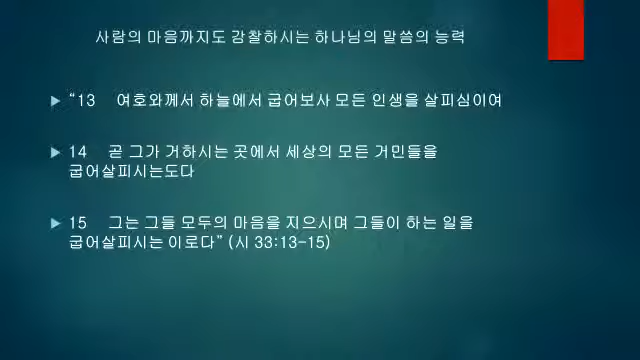 사람의 마음까지도 감찰하시는 하나님의 말씀의 능력
“13 여호와께서 하늘에서 굽어보사 모든 인생을 살피심이여
14 곧 그가 거하시는 곳에서 세상의 모든 거민들을
굽어살피시는도다
15 그는 그들 모두의 마음을 지으시며 그들이 하는 일을
굽어살피시는 이로다” (시 33:13-15)